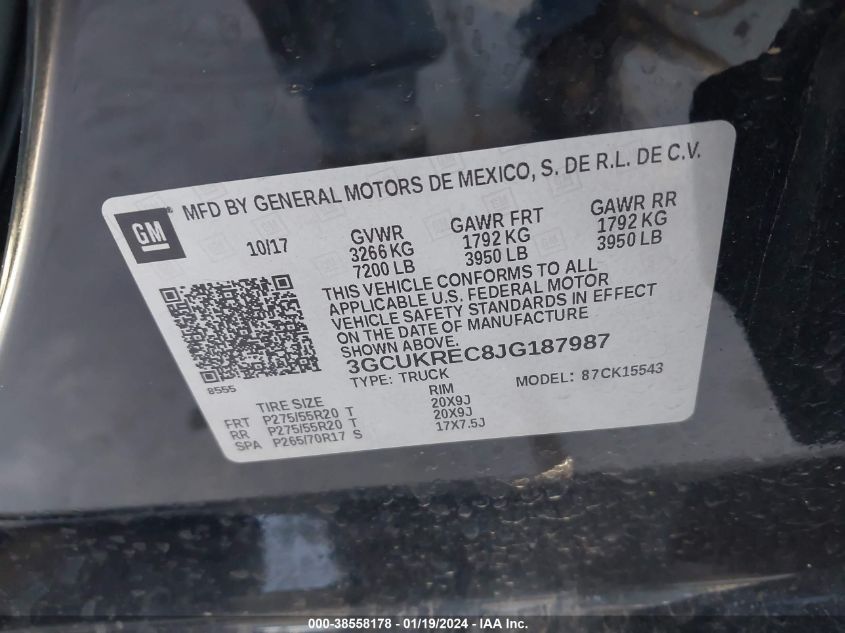 MFD BY GENERAL MOTORS DE MEXICO, S. DE R.L. DE C.V.
GM ®
10/17
GVWR GAWR FRT GAWR RR
3266 KG 1792 KG 1792 KG
7200 LB 3950 LB 3950 LB
THIS VEHICLE CONFORMS TO ALL
APPLICABLE U.S. FEDERAL MOTOR
VEHICLE SAFETY STANDARDS IN EFFECT
ON THE DATE OF MANUFACTURE
SHOWN ABOVE.
3GCUKREC8JG187987
8555
TYPE: TRUCK MODEL: 87CK15543
TIRE SIZE RIM
FRT P275/55R20 T 20X9J
RR P275/55R20 T 20X9J
SPA P265/70R17 S 17X7.5J
000-38558178 - 01/19/2024 - IAA Inc.